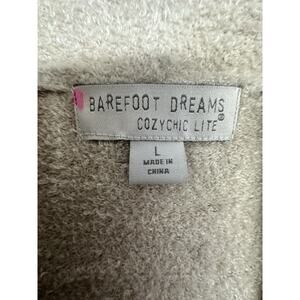 BAREFOOT DREAMS
COZYCHIC LITE®
L
MADE IN
CHINA